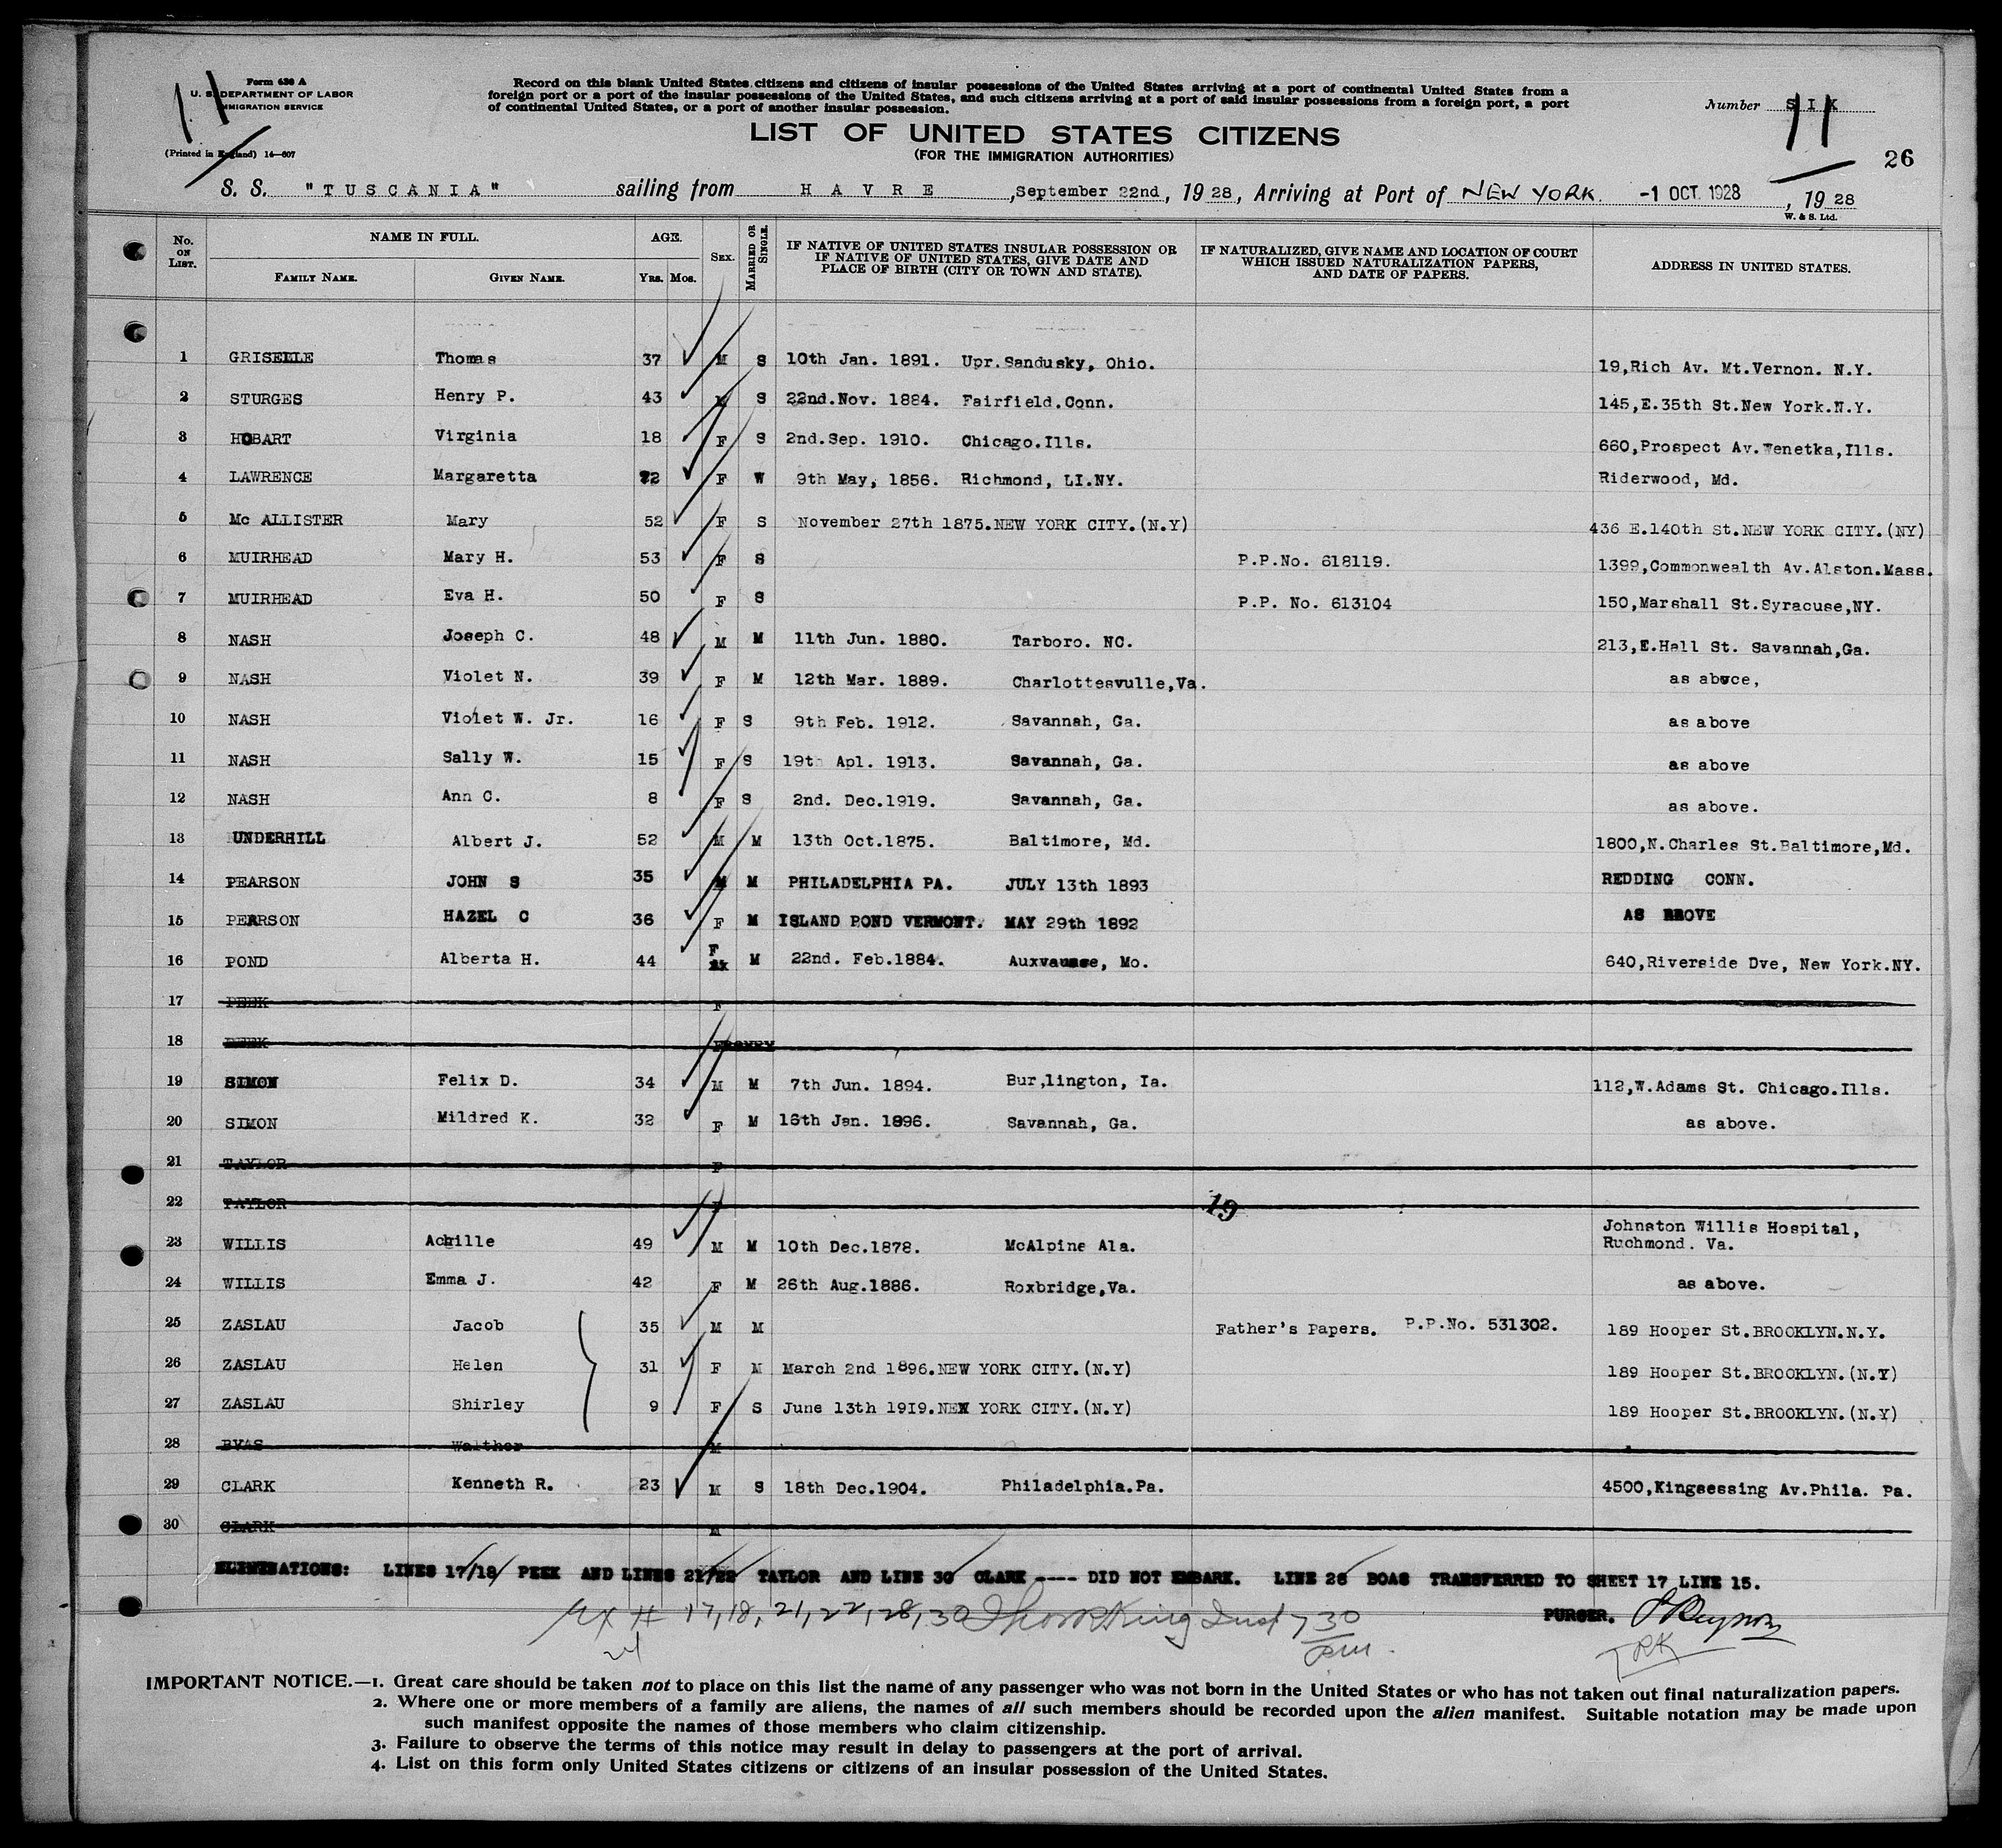 Form 630 A
U. S. DEPARTMENT OF LABOR
IMMIGRATION SERVICE
(Printed in England) 14—607
Record on this blank United States citizens and citizens of insular possessions of the United States arriving at a port of continental United States from a
foreign port or a port of the insular possessions of the United States, and such citizens arriving at a port of said insular possessions from a foreign port, a port
of continental United States, or a port of another insular possession.
Number S I K
11
26
LIST OF UNITED STATES CITIZENS
(FOR THE IMMIGRATION AUTHORITIES)
S. S. "TUSCANIA" sailing from HAVRE, September 22nd, 1928, Arriving at Port of NEW YORK. -1 OCT. 1928, 1928
W. & S. Ltd.
No. ON LIST. NAME IN FULL. AGE. SEX. MARRIED OR SINGLE. IF NATIVE OF UNITED STATES INSULAR POSSESSION OR IF NATIVE OF UNITED STATES, GIVE DATE AND PLACE OF BIRTH (CITY OR TOWN AND STATE). IF NATURALIZED, GIVE NAME AND LOCATION OF COURT WHICH ISSUED NATURALIZATION PAPERS, AND DATE OF PAPERS. ADDRESS IN UNITED STATES.
FAMILY NAME. GIVEN NAME. YRS. MOS.
1 GRISELLE Thomas 37 M S 10th Jan. 1891. Upr.Sandusky, Ohio. 19,Rich Av. Mt.Vernon. N.Y.
2 STURGES Henry P. 43 M S 22nd.Nov. 1884. Fairfield.Conn. 145,E.35th St.New York.N.Y.
3 HOBART Virginia 18 F S 2nd.Sep. 1910. Chicago.Ills. 660,Prospect Av.Wenetka,Ills.
4 LAWRENCE Margaretta 72 F W 9th May, 1856. Richmond, LI.NY. Riderwood, Md.
5 Mc ALLISTER Mary 52 F S November 27th 1875.NEW YORK CITY.(N.Y) 436 E.140th St.NEW YORK CITY.(NY)
6 MUIRHEAD Mary H. 53 F S P.P.No. 618119. 1399,Commonwealth Av.Alston.Mass.
7 MUIRHEAD Eva H. 50 F S P.P. No. 613104 150,Marshall St.Syracuse,NY.
8 NASH Joseph C. 48 M M 11th Jun. 1880. Tarboro. NC. 213,E.Hall St. Savannah,Ga.
9 NASH Violet N. 39 F M 12th Mar. 1889. Charlottesvulle,Va. as abvce,
10 NASH Violet W. Jr. 16 F S 9th Feb. 1912. Savannah, Ga. as above
11 NASH Sally W. 15 F S 19th Apl. 1913. Savannah, Ga. as above
12 NASH Ann C. 8 F S 2nd. Dec.1919. Savannah, Ga. as above.
13 UNDERHILL Albert J. 52 M M 13th Oct.1875. Baltimore, Md. 1800,N.Charles St.Baltimore,Md.
14 PEARSON JOHN S 35 M M PHILADELPHIA PA. JULY 13th 1893 REDDING CONN.
15 PEARSON HAZEL C 36 F M ISLAND POND VERMONT. MAY 29th 1892 AS ABOVE
16 POND Alberta H. 44 F M 22nd. Feb.1884. Auxvausse, Mo. 640,Riverside Dve, New York.NY.
17 PEEK F
18 PEEK
19 SIMON Felix D. 34 M M 7th Jun. 1894. Bur,lington, Ia. 112,W.Adams St. Chicago.Ills.
20 SIMON Mildred K. 32 F M 16th Jan. 1896. Savannah, Ga. as above.
21 TAYLOR F
22 TAYLOR
19
23 WILLIS Achille 49 M M 10th Dec.1878. McAlpine Ala. Johnston Willis Hospital,
Ruchmond. Va.
24 WILLIS Emma J. 42 F M 26th Aug.1886. Roxbridge,Va. as above.
25 ZASLAU Jacob 35 M M Father's Papers. P.P.No. 531302. 189 Hooper St.BROOKLYN.N.Y.
26 ZASLAU Helen 31 F M March 2nd 1896.NEW YORK CITY.(N.Y) 189 Hooper St.BROOKLYN.(N.Y)
27 ZASLAU Shirley 9 F S June 13th 1919.NEW YORK CITY.(N.Y) 189 Hooper St.BROOKLYN.(N.Y)
28 Walther M
29 CLARK Kenneth R. 23 M S 18th Dec.1904. Philadelphia.Pa. 4500,Kingsessing Av.Phila. Pa.
30 CLARK M
ELIMINATIONS: LINES 17/18 PEEK AND LINES 21/22 TAYLOR AND LINE 30 CLARK ---- DID NOT EMBARK. LINE 28 BOAS TRANSFERRED TO SHEET 17 LINE 15.
17, 18, 21, 22, 28, 30 7 30
PURSER.
TRK
IMPORTANT NOTICE.—1. Great care should be taken not to place on this list the name of any passenger who was not born in the United States or who has not taken out final naturalization papers.
2. Where one or more members of a family are aliens, the names of all such members should be recorded upon the alien manifest. Suitable notation may be made upon
such manifest opposite the names of those members who claim citizenship.
3. Failure to observe the terms of this notice may result in delay to passengers at the port of arrival.
4. List on this form only United States citizens or citizens of an insular possession of the United States.